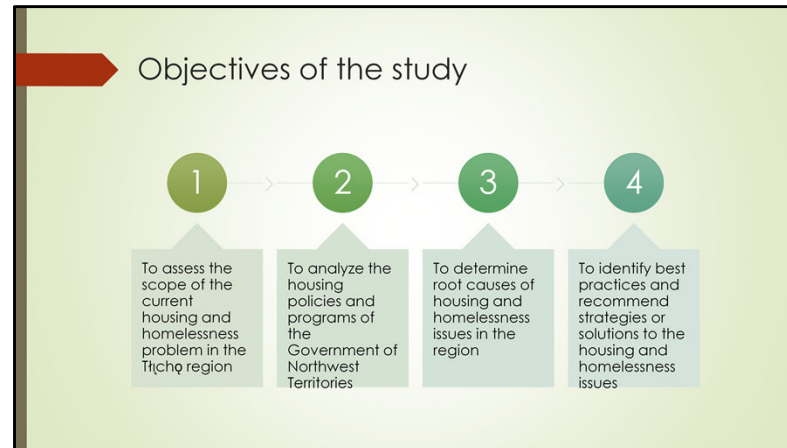 Objectives of the study
1
2
3
4
To assess the
scope of the
current
housing and
homelessness
problem in the
Tłı̨chǫ region
To analyze the
housing
policies and
programs of
the
Government of
Northwest
Territories
To determine
root causes of
housing and
homelessness
issues in the
region
To identify best
practices and
recommend
strategies or
solutions to the
housing and
homelessness
issues